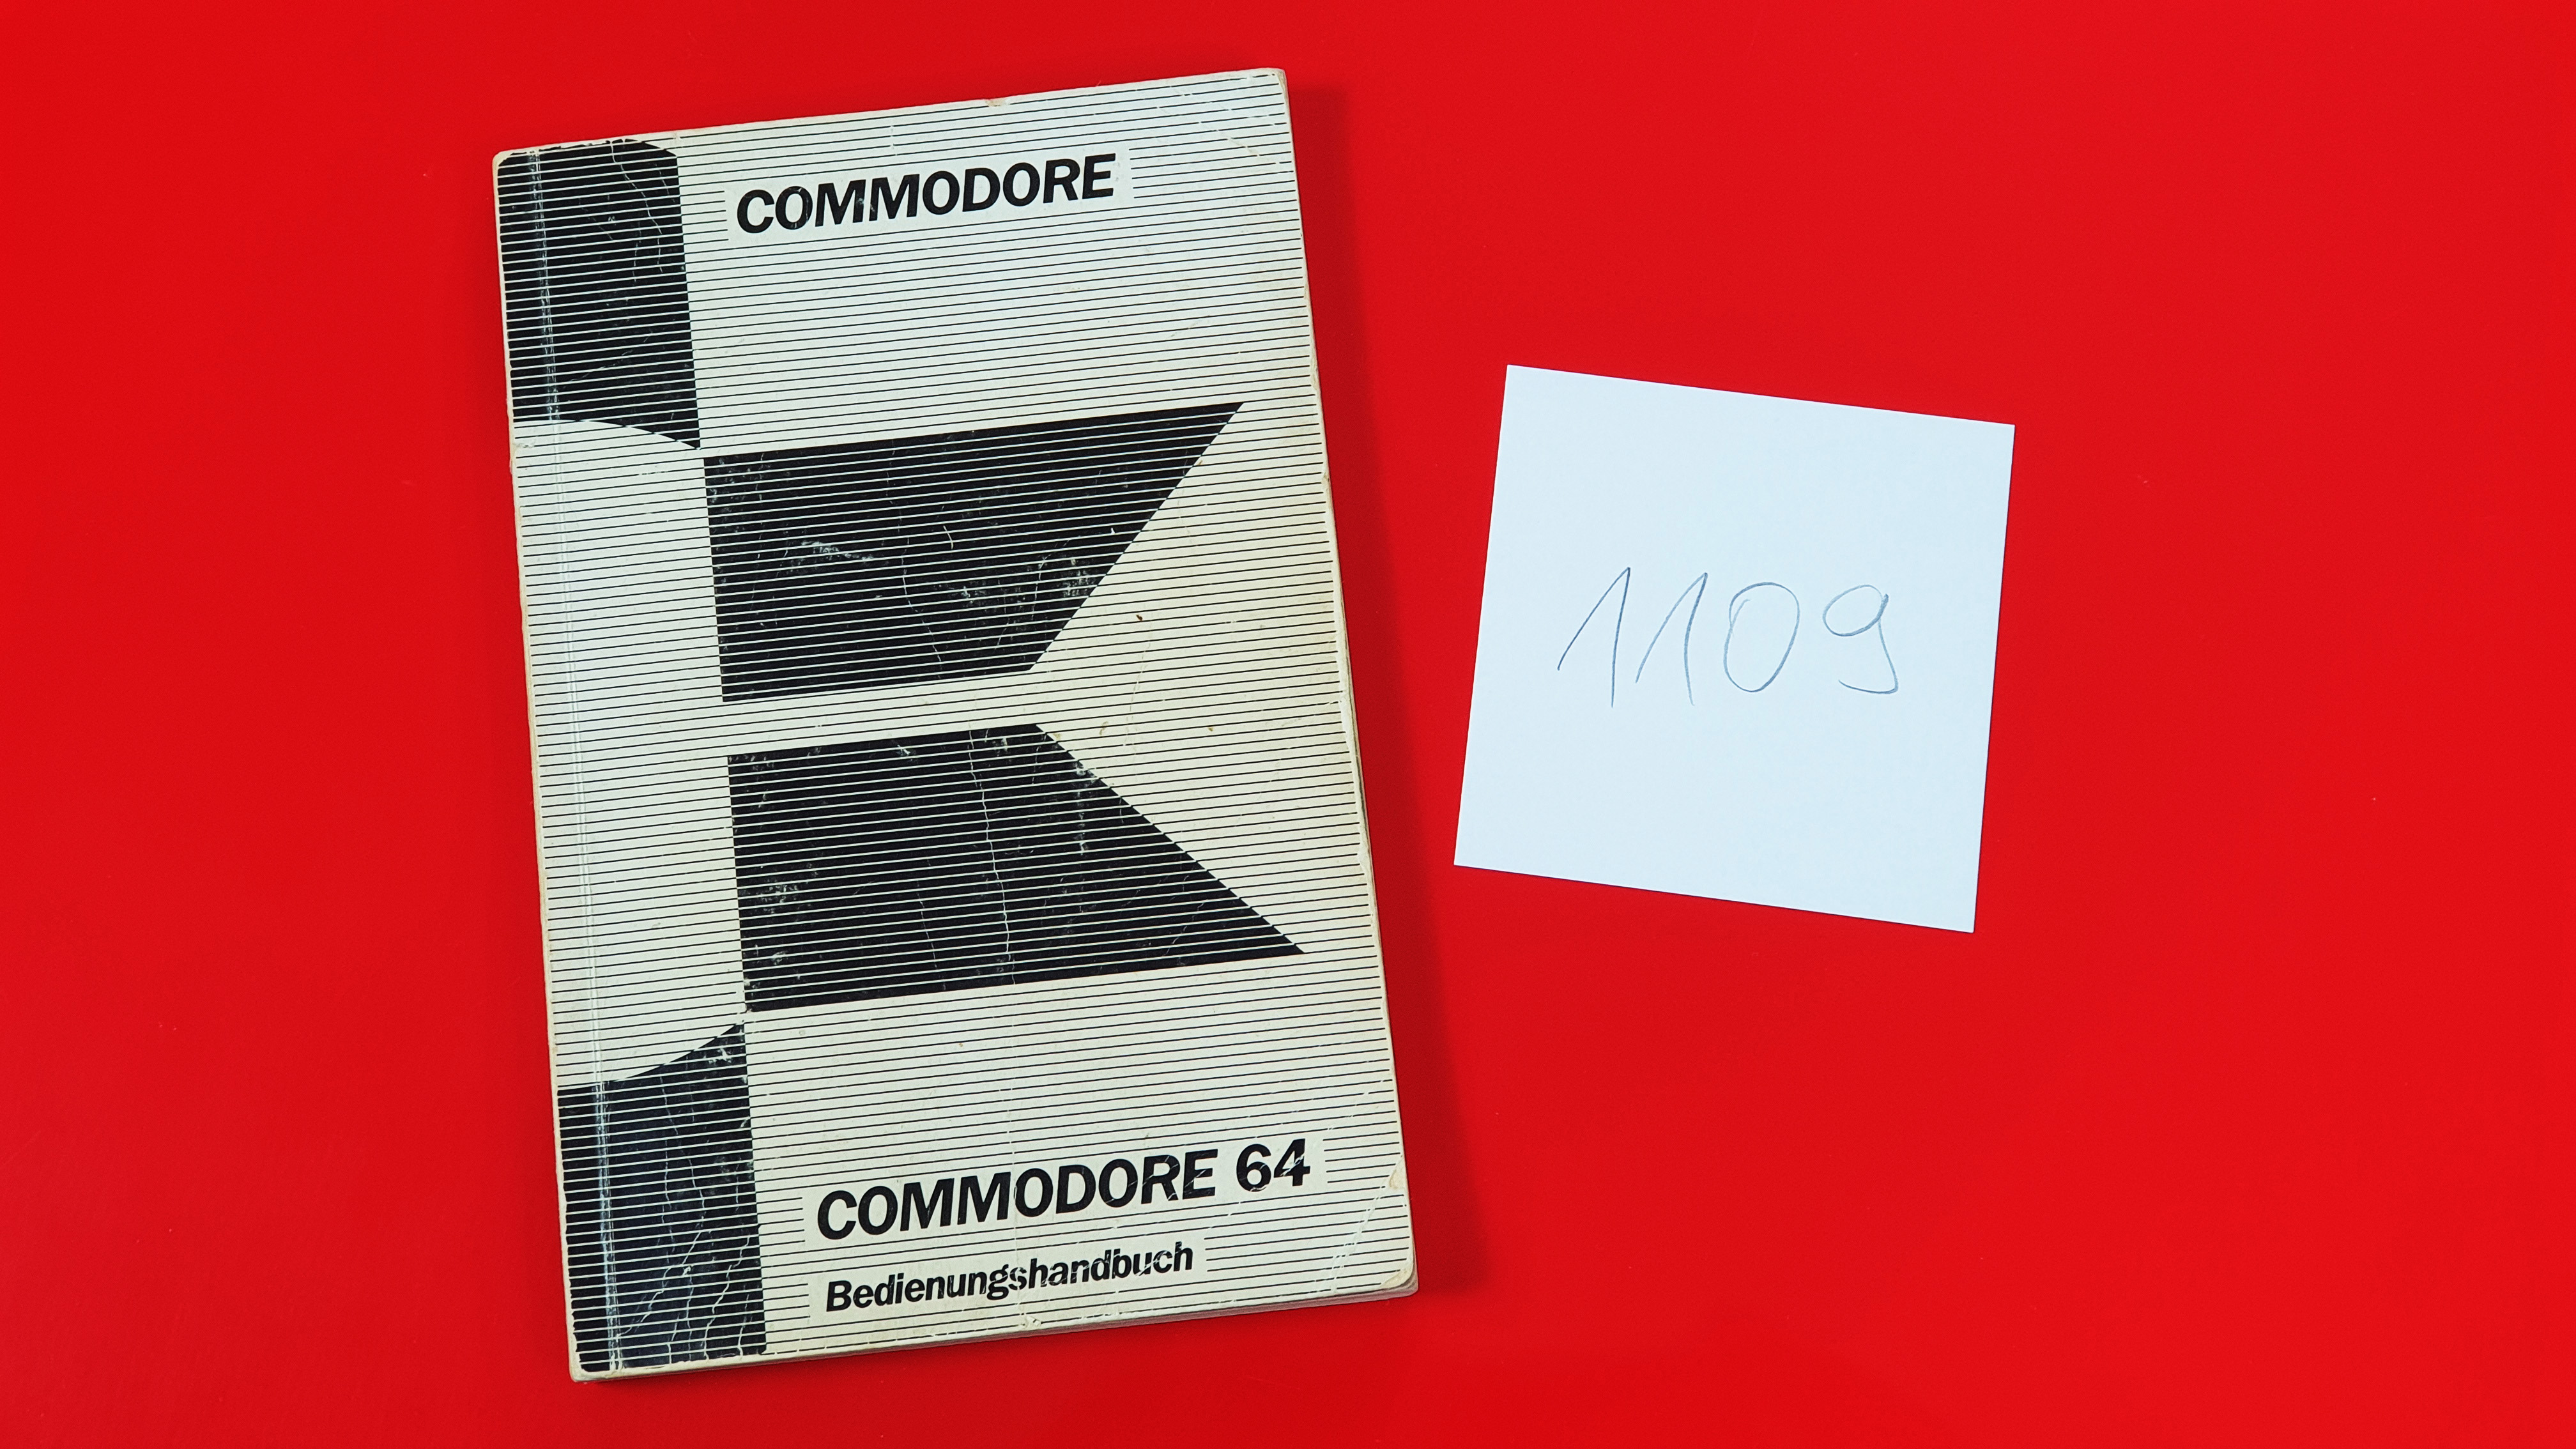 COMMODORE
COMMODORE 64
Bedienungshandbuch
1109